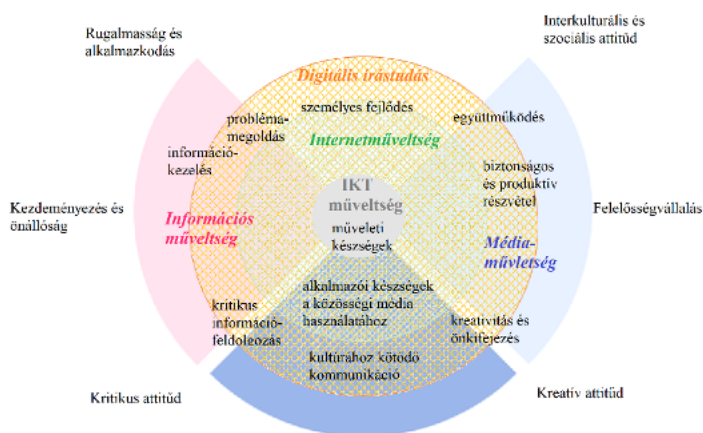 Rugalmasság és
alkalmazkodás
Interkulturális és
szociális attitűd
Digitális írástudás
személyes fejlődés
probléma-
megoldás
együttműködés
Internetműveltség
információ-
kezelés
biztonságos
és produktív
részvétel
IKT
műveltség
műveleti
készségek
Kezdeményezés és
önállóság
Információs
műveltség
Felelősségvállalás
Média-
művletség
alkalmazói készségek
a közösségi média
használatához
kritikus
információ-
feldolgozás
kreativitás és
önkifejezés
kultúrához kötődő
kommunikáció
Kritikus attitűd
Kreatív attitűd